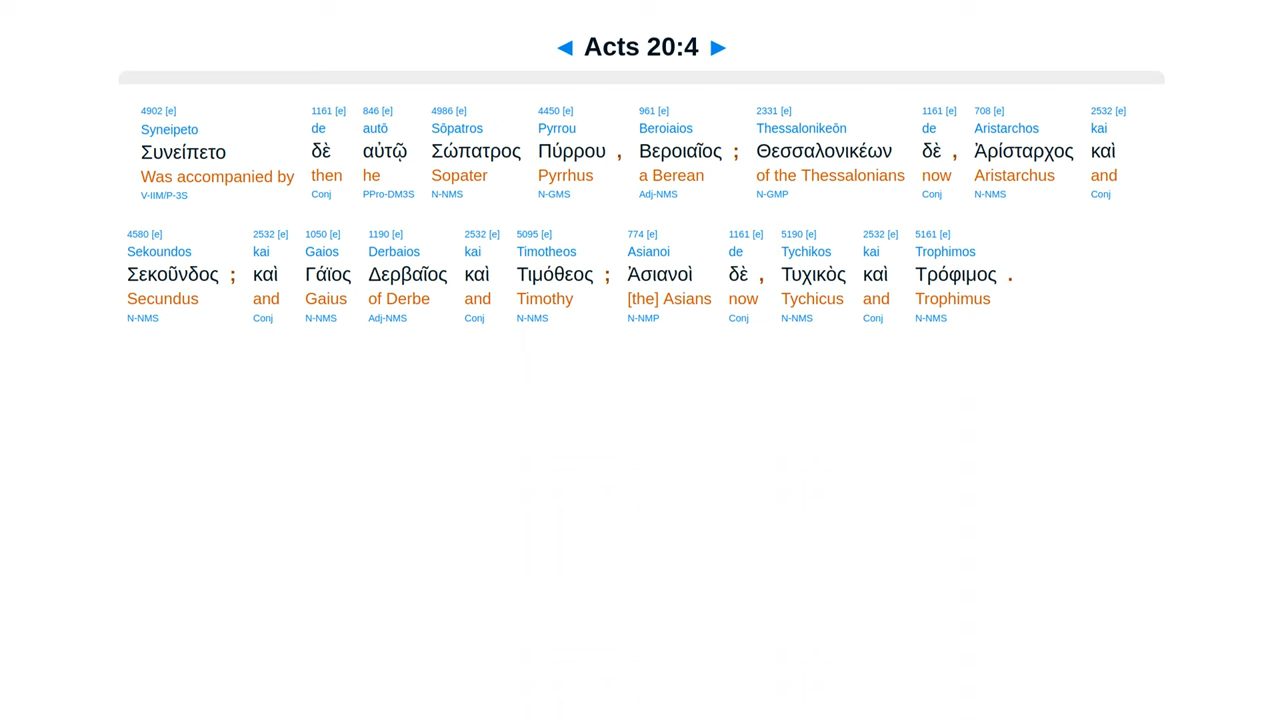 ◄ Acts 20:4 ►
4902 [e] 1161 [e] 846 [e] 4986 [e] 4450 [e] 961 [e] 2331 [e] 1161 [e] 708 [e] 2532 [e]
Syneipeto de autō Sōpatros Pyrrou Beroiaios Thessalonikeōn de Aristarchos kai
Συνείπετο δὲ αὐτῷ Σώπατρος Πύρρου , Βεροιαῖος ; Θεσσαλονικέων δὲ , Ἀρίσταρχος καὶ
Was accompanied by then he Sopater Pyrrhus a Berean of the Thessalonians now Aristarchus and
V-IIM/P-3S Conj PPro-DM3S N-NMS N-GMS Adj-NMS N-GMP Conj N-NMS Conj
4580 [e] 2532 [e] 1050 [e] 1190 [e] 2532 [e] 5095 [e] 774 [e] 1161 [e] 5190 [e] 2532 [e] 5161 [e]
Sekoundos kai Gaios Derbaios kai Timotheos Asianoi de Tychikos kai Trophimos
Σεκοῦνδος ; καὶ Γάϊος Δερβαῖος καὶ Τιμόθεος ; Ἀσιανοὶ δὲ , Τυχικὸς καὶ Τρόφιμος .
Secundus and Gaius of Derbe and Timothy [the] Asians now Tychicus and Trophimus
N-NMS Conj N-NMS Adj-NMS Conj N-NMS N-NMP Conj N-NMS Conj N-NMS